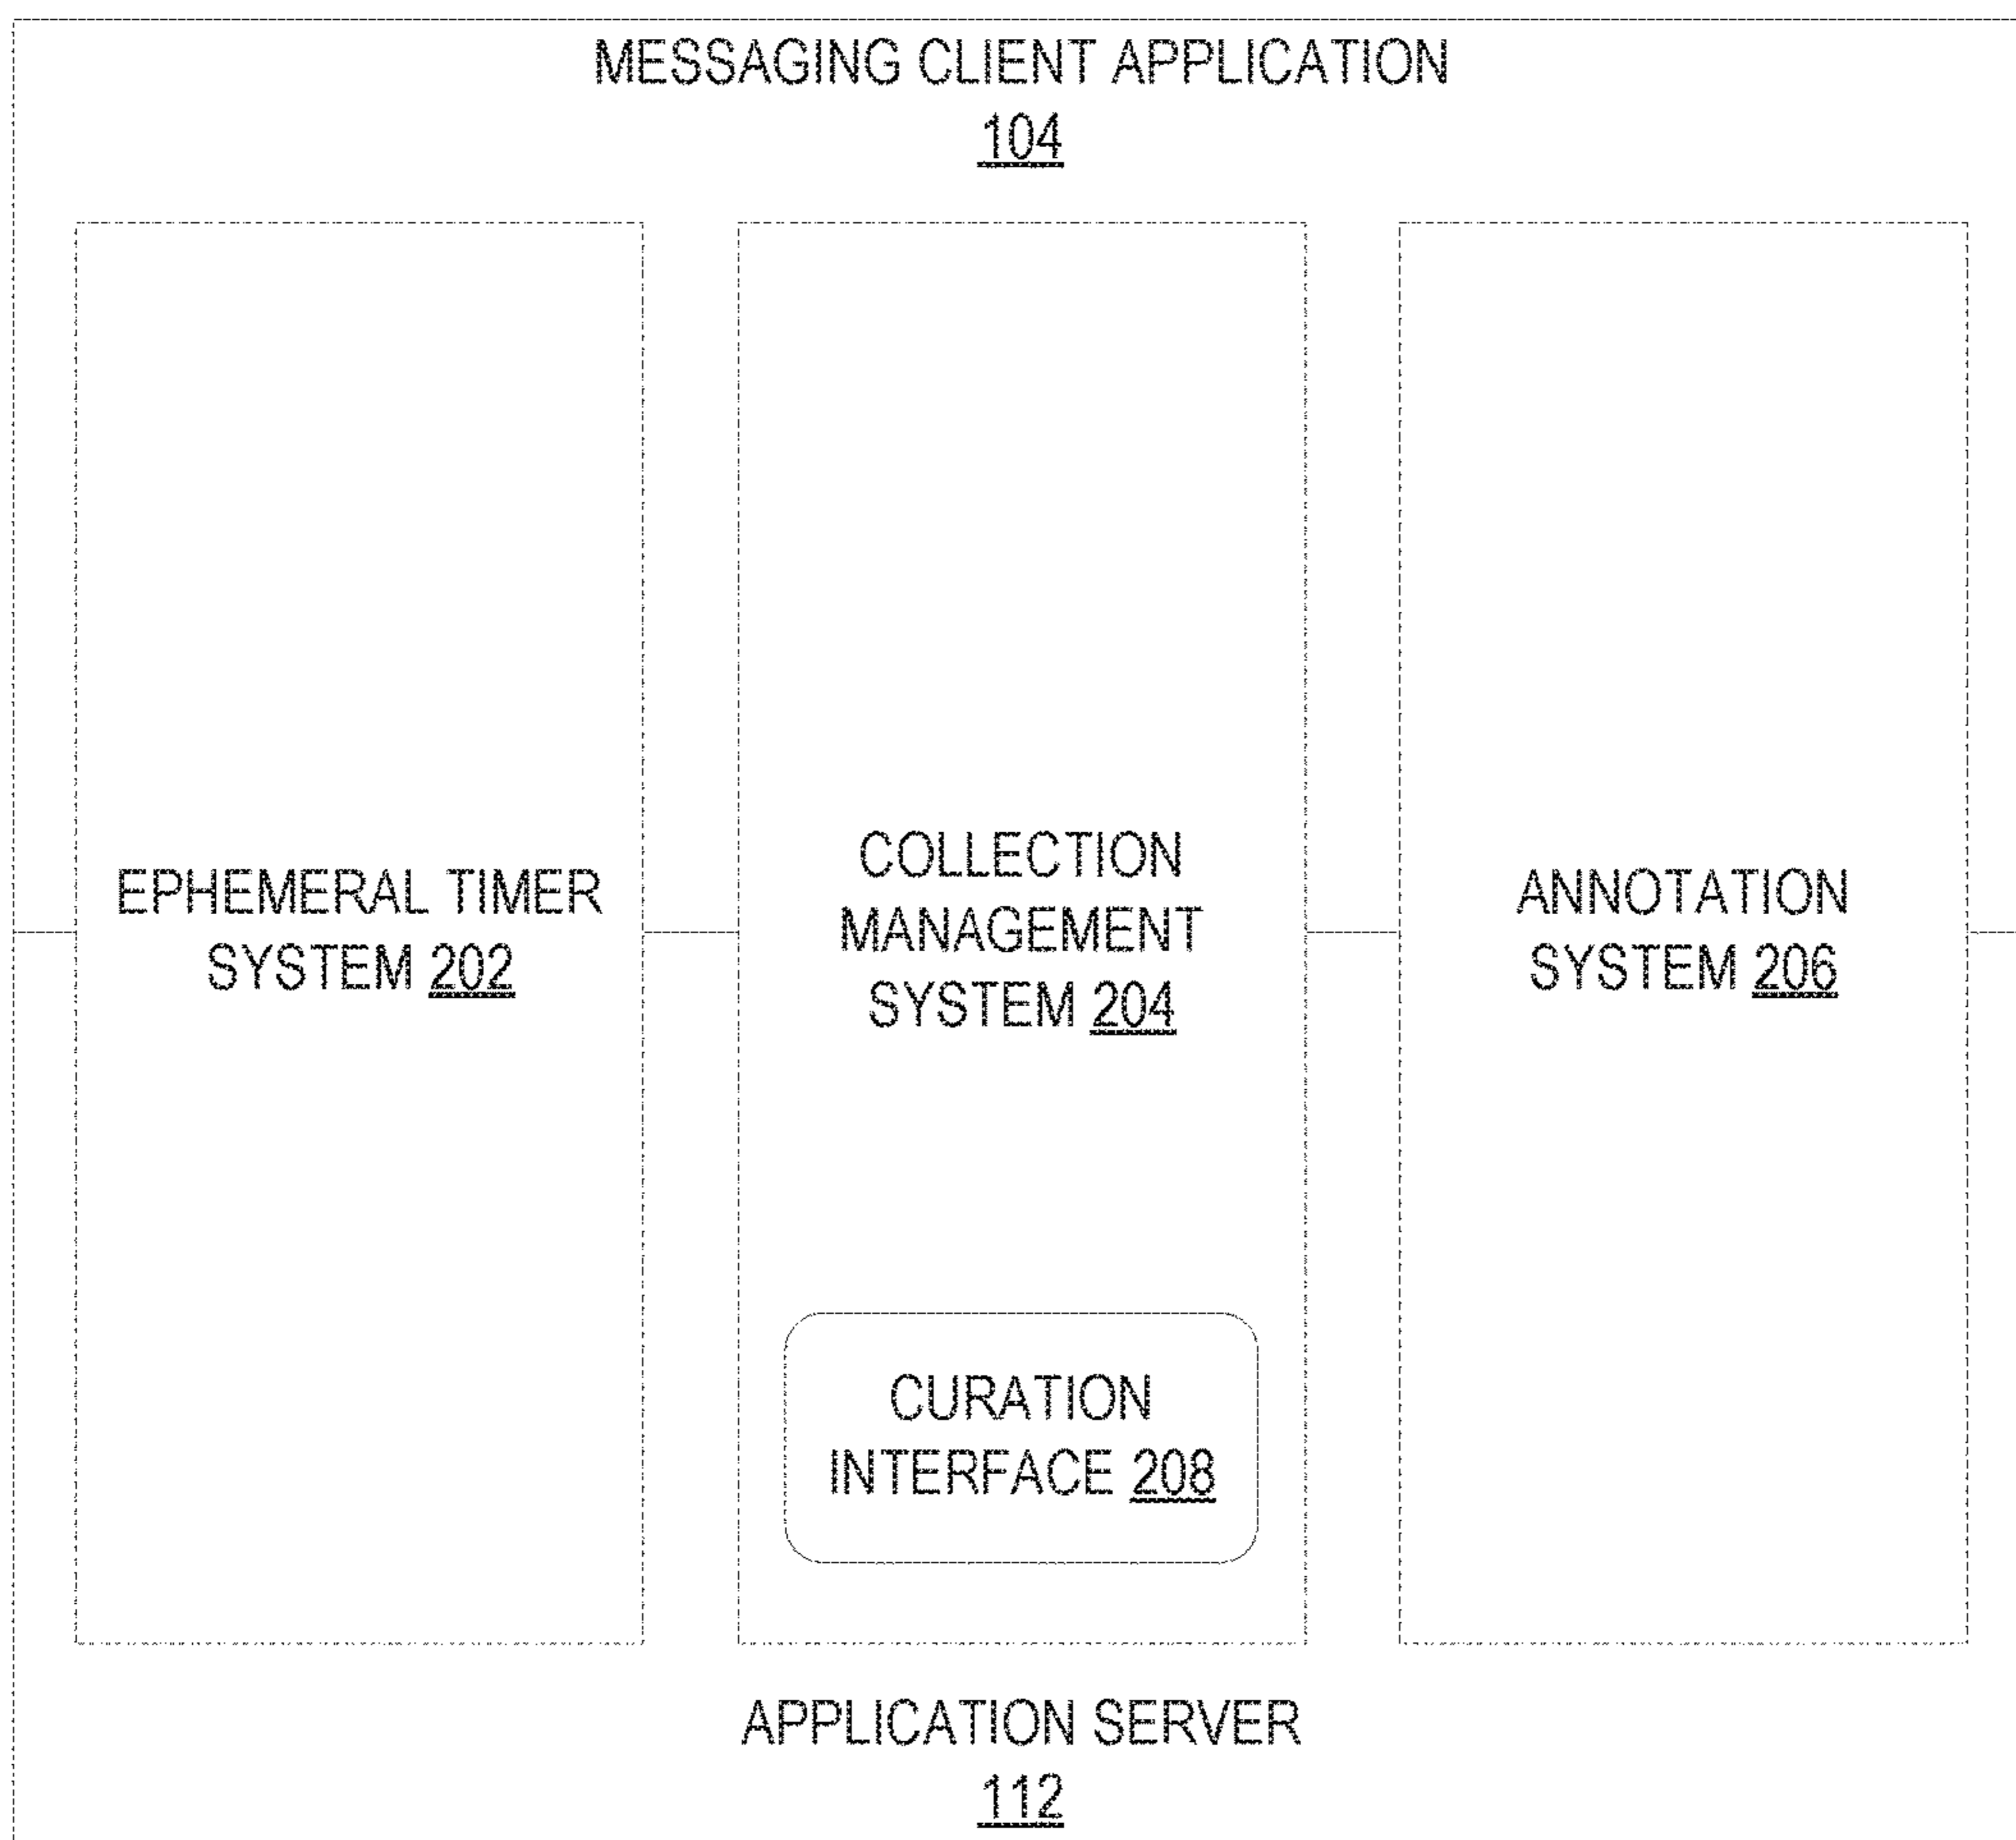 MESSAGING CLIENT APPLICATION
104
EPHEMERAL TIMER
SYSTEM 202
COLLECTION
MANAGEMENT
SYSTEM 204
ANNOTATION
SYSTEM 206
CURATION
INTERFACE 208
APPLICATION SERVER
112